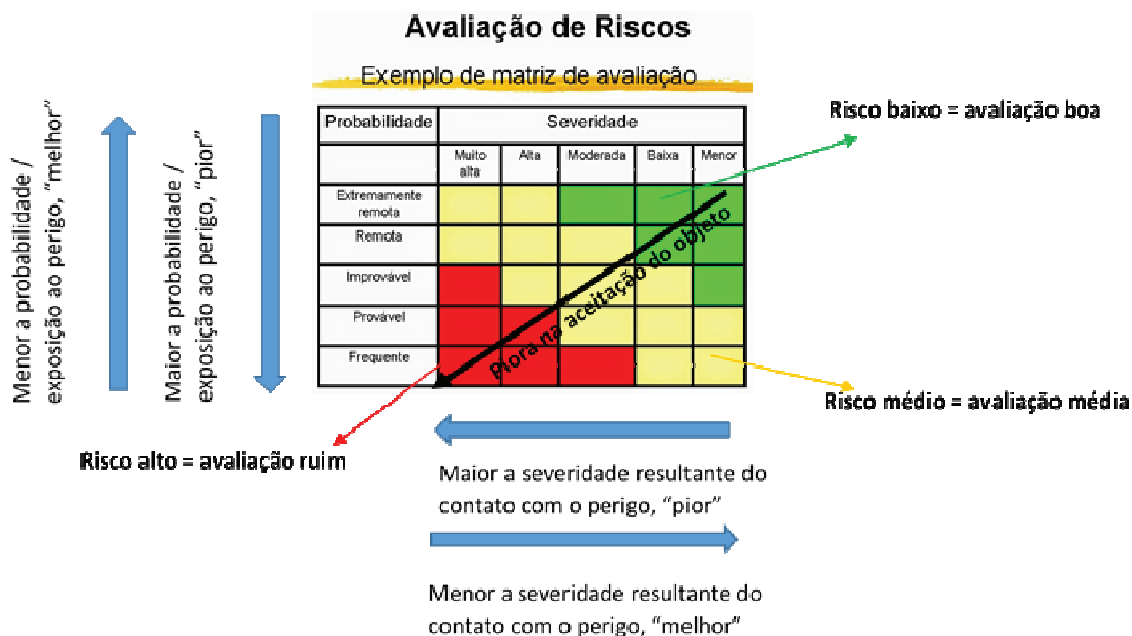 Avaliação de Riscos
Exemplo de matriz de avaliação
Menor a probabilidade /
exposição ao perigo, “melhor”
Maior a probabilidade /
exposição ao perigo, “pior”
Probabilidade
Severidade
Muito
alta
Alta
Moderada
Baixa
Menor
Extremamente
remota
Remota
Improvável
Provável
Frequente
Piora na aceitação do objeto
Risco baixo = avaliação boa
Risco médio = avaliação média
Risco alto = avaliação ruim
Maior a severidade resultante do
contato com o perigo, “pior”
Menor a severidade resultante do
contato com o perigo, “melhor”